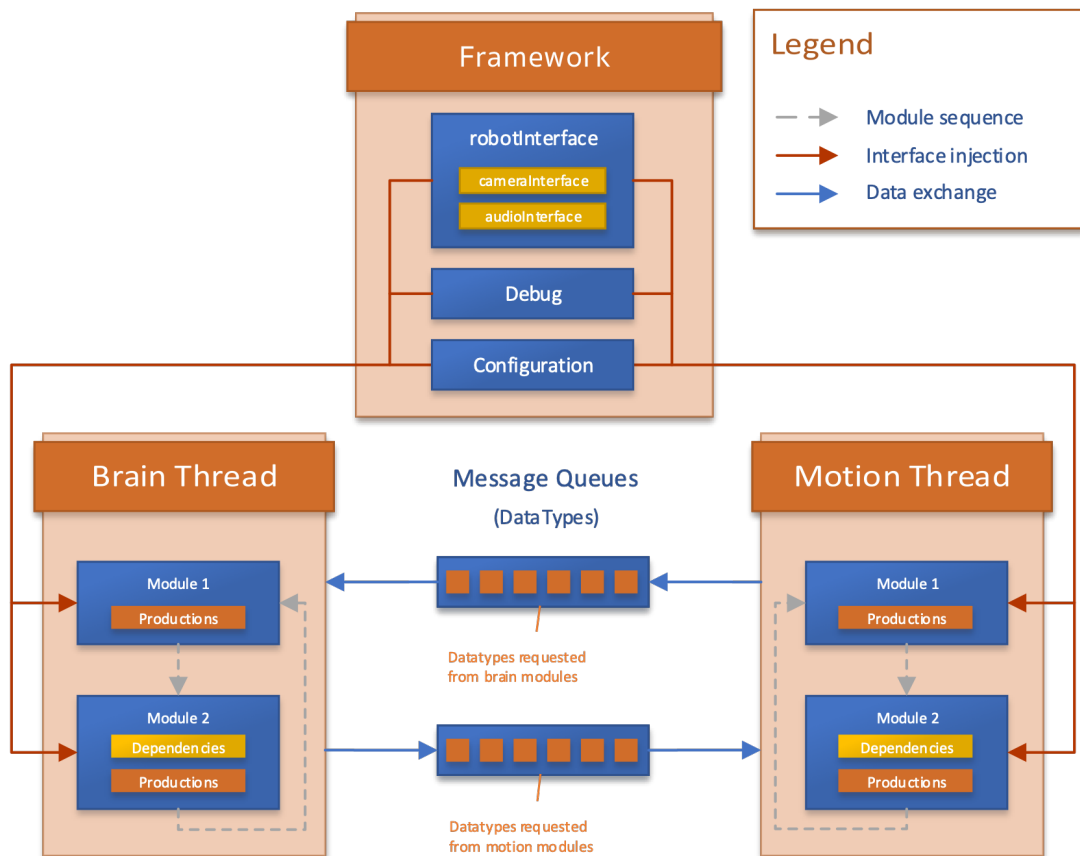 Framework
robotInterface
cameraInterface
audioInterface
Debug
Configuration
Legend
Module sequence
Interface injection
Data exchange
Brain Thread
Module 1
Productions
Module 2
Dependencies
Productions
Message Queues
(DataTypes)
Datatypes requested
from brain modules
Datatypes requested
from motion modules
Motion Thread
Module 1
Productions
Module 2
Dependencies
Productions